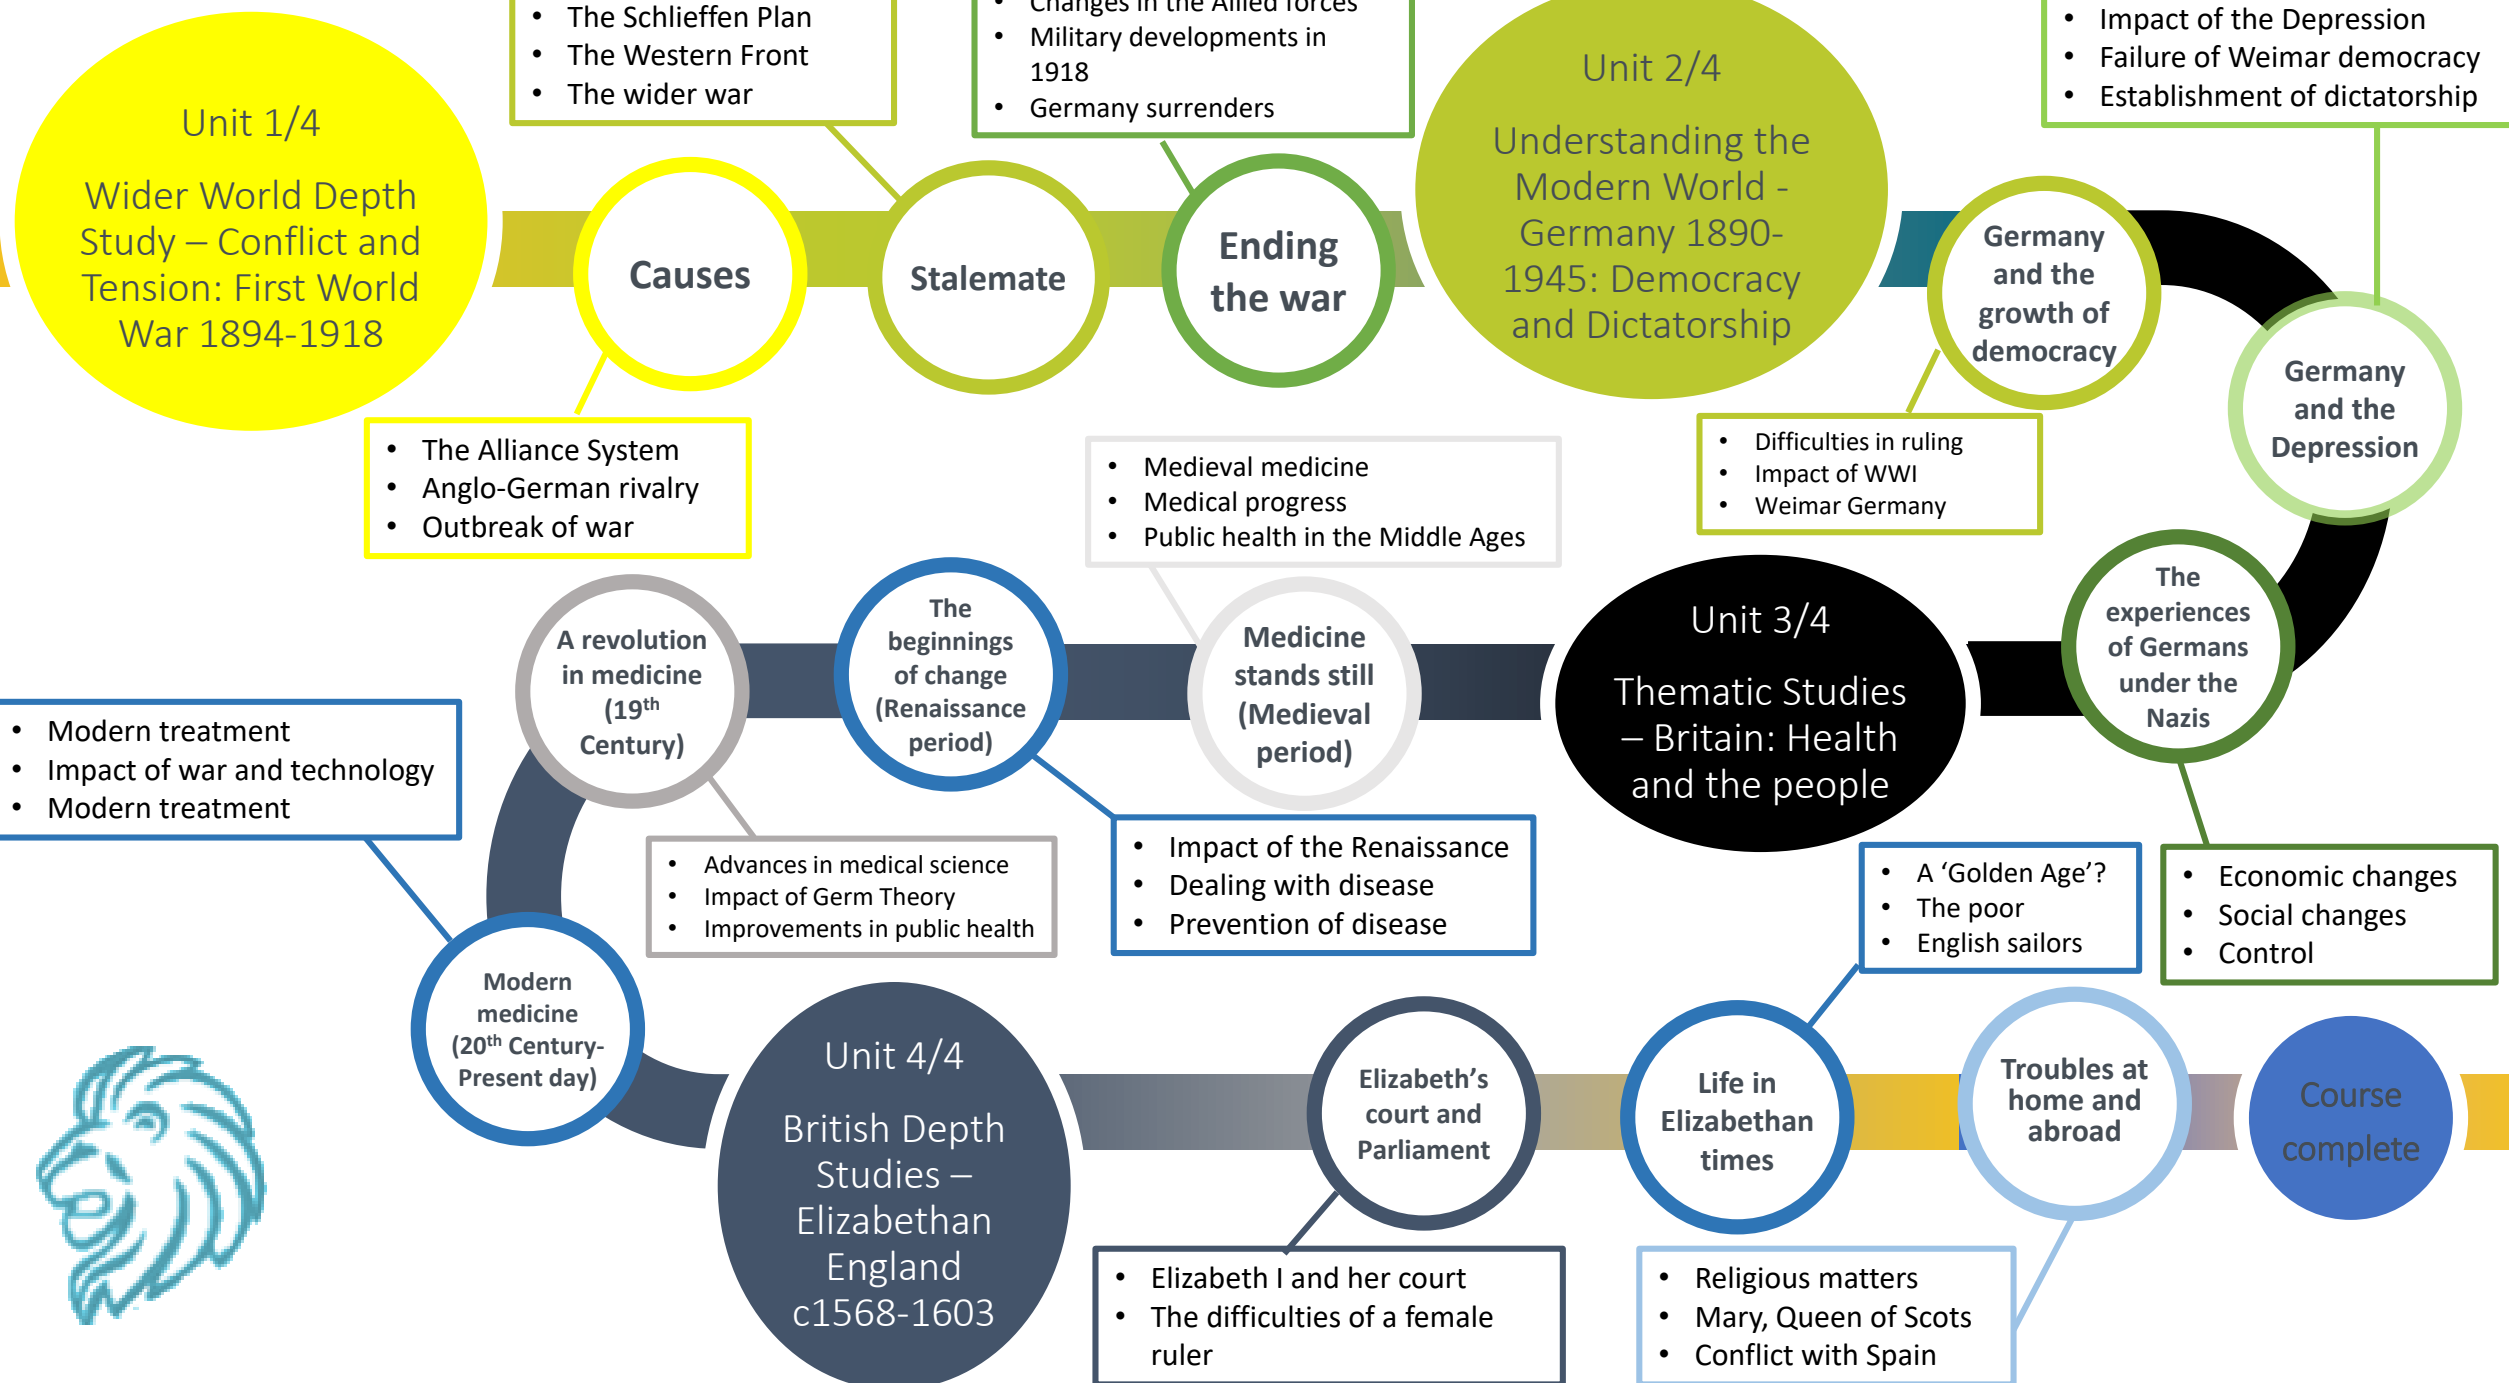 Unit 1/4
Wider World Depth
Study – Conflict and
Tension: First World
War 1894-1918
Causes
• The Alliance System
• Anglo-German rivalry
• Outbreak of war
• The Schlieffen Plan
• The Western Front
• The wider war
Stalemate
• Changes in the Allied forces
• Military developments in
1918
• Germany surrenders
Ending
the war
Unit 2/4
Understanding the
Modern World -
Germany 1890-
1945: Democracy
and Dictatorship
Germany
and the
growth of
democracy
• Difficulties in ruling
• Impact of WWI
• Weimar Germany
• Impact of the Depression
• Failure of Weimar democracy
• Establishment of dictatorship
Germany
and the
Depression
The
experiences
of Germans
under the
Nazis
• Economic changes
• Social changes
• Control
Unit 3/4
Thematic Studies
– Britain: Health
and the people
• Medieval medicine
• Medical progress
• Public health in the Middle Ages
Medicine
stands still
(Medieval
period)
The
beginnings
of change
(Renaissance
period)
• Impact of the Renaissance
• Dealing with disease
• Prevention of disease
A revolution
in medicine
(19th
Century)
• Advances in medical science
• Impact of Germ Theory
• Improvements in public health
• Modern treatment
• Impact of war and technology
• Modern treatment
Modern
medicine
(20th Century-
Present day)
Unit 4/4
British Depth
Studies –
Elizabethan
England
c1568-1603
Elizabeth’s
court and
Parliament
• Elizabeth I and her court
• The difficulties of a female
ruler
• A ‘Golden Age’?
• The poor
• English sailors
Life in
Elizabethan
times
Troubles at
home and
abroad
• Religious matters
• Mary, Queen of Scots
• Conflict with Spain
Course
complete